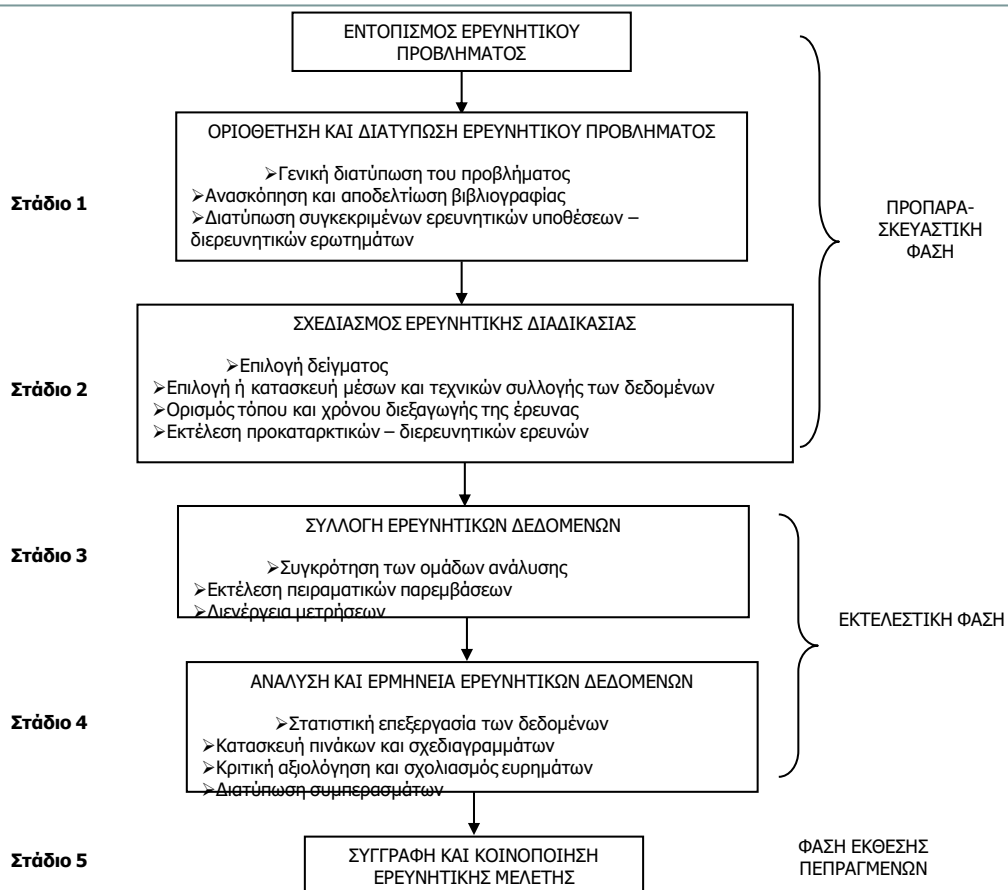 ΕΝΤΟΠΙΣΜΟΣ ΕΡΕΥΝΗΤΙΚΟΥ
ΠΡΟΒΛΗΜΑΤΟΣ
ΟΡΙΟΘΕΤΗΣΗ ΚΑΙ ΔΙΑΤΥΠΩΣΗ ΕΡΕΥΝΗΤΙΚΟΥ ΠΡΟΒΛΗΜΑΤΟΣ
➢Γενική διατύπωση του προβλήματος
➢Ανασκόπηση και αποδελτίωση βιβλιογραφίας
➢Διατύπωση συγκεκριμένων ερευνητικών υποθέσεων –
διερευνητικών ερωτημάτων
Στάδιο 1
ΠΡΟΠΑΡΑ-
ΣΚΕΥΑΣΤΙΚΗ
ΦΑΣΗ
ΣΧΕΔΙΑΣΜΟΣ ΕΡΕΥΝΗΤΙΚΗΣ ΔΙΑΔΙΚΑΣΙΑΣ
➢Επιλογή δείγματος
➢Επιλογή ή κατασκευή μέσων και τεχνικών συλλογής των δεδομένων
➢Ορισμός τόπου και χρόνου διεξαγωγής της έρευνας
➢Εκτέλεση προκαταρκτικών – διερευνητικών ερευνών
Στάδιο 2
ΣΥΛΛΟΓΗ ΕΡΕΥΝΗΤΙΚΩΝ ΔΕΔΟΜΕΝΩΝ
➢Συγκρότηση των ομάδων ανάλυσης
➢Εκτέλεση πειραματικών παρεμβάσεων
➢Διενέργεια μετρήσεων
Στάδιο 3
ΕΚΤΕΛΕΣΤΙΚΗ ΦΑΣΗ
ΑΝΑΛΥΣΗ ΚΑΙ ΕΡΜΗΝΕΙΑ ΕΡΕΥΝΗΤΙΚΩΝ ΔΕΔΟΜΕΝΩΝ
➢Στατιστική επεξεργασία των δεδομένων
➢Κατασκευή πινάκων και σχεδιαγραμμάτων
➢Κριτική αξιολόγηση και σχολιασμός ευρημάτων
➢Διατύπωση συμπερασμάτων
Στάδιο 4
Στάδιο 5
ΣΥΓΓΡΑΦΗ ΚΑΙ ΚΟΙΝΟΠΟΙΗΣΗ
ΕΡΕΥΝΗΤΙΚΗΣ ΜΕΛΕΤΗΣ
ΦΑΣΗ ΕΚΘΕΣΗΣ
ΠΕΠΡΑΓΜΕΝΩΝ